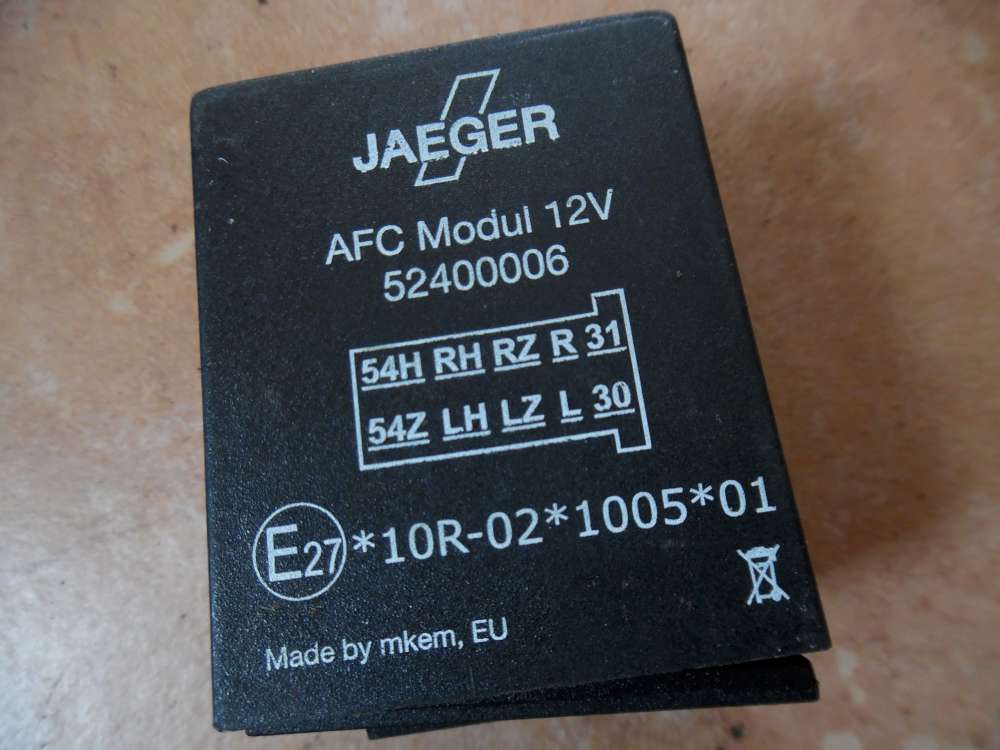 JAEGER
AFC Modul 12V
52400006
54H RH RZ R 31
54Z LH LZ L 30
E27 *10R-02*1005*01
Made by mkem, EU